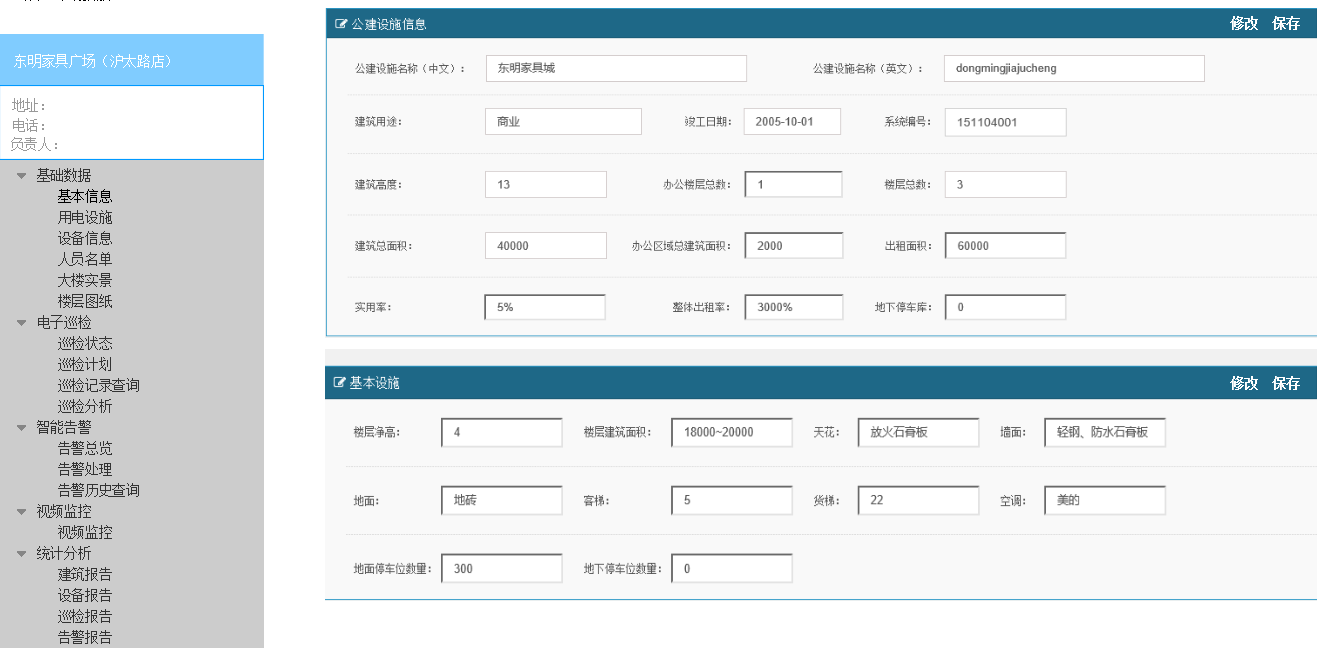 东明家具广场（沪太路店）
地址：
电话：
负责人：
基础数据
基本信息
用电设施
设备信息
人员名单
大楼实景
楼层图纸
电子巡检
巡检状态
巡检计划
巡检记录查询
巡检分析
智能告警
告警总览
告警处理
告警历史查询
视频监控
视频监控
统计分析
建筑报告
设备报告
巡检报告
告警报告
公建设施信息 修改 保存
公建设施名称（中文）： 东明家具城 公建设施名称（英文）： dongmingjiajucheng
建筑用途： 商业 竣工日期： 2005-10-01 系统编号： 151104001
建筑高度： 13 办公楼层总数： 1 楼层总数： 3
建筑总面积： 40000 办公区域总建筑面积： 2000 出租面积： 60000
实用率： 5% 整体出租率： 3000% 地下停车库： 0
基本设施 修改 保存
楼层净高： 4 楼层建筑面积： 18000~20000 天花： 放火石膏板 墙面： 轻钢、防水石膏板
地面： 地砖 客梯： 5 货梯： 22 空调： 美的
地面停车位数量： 300 地下停车位数量： 0